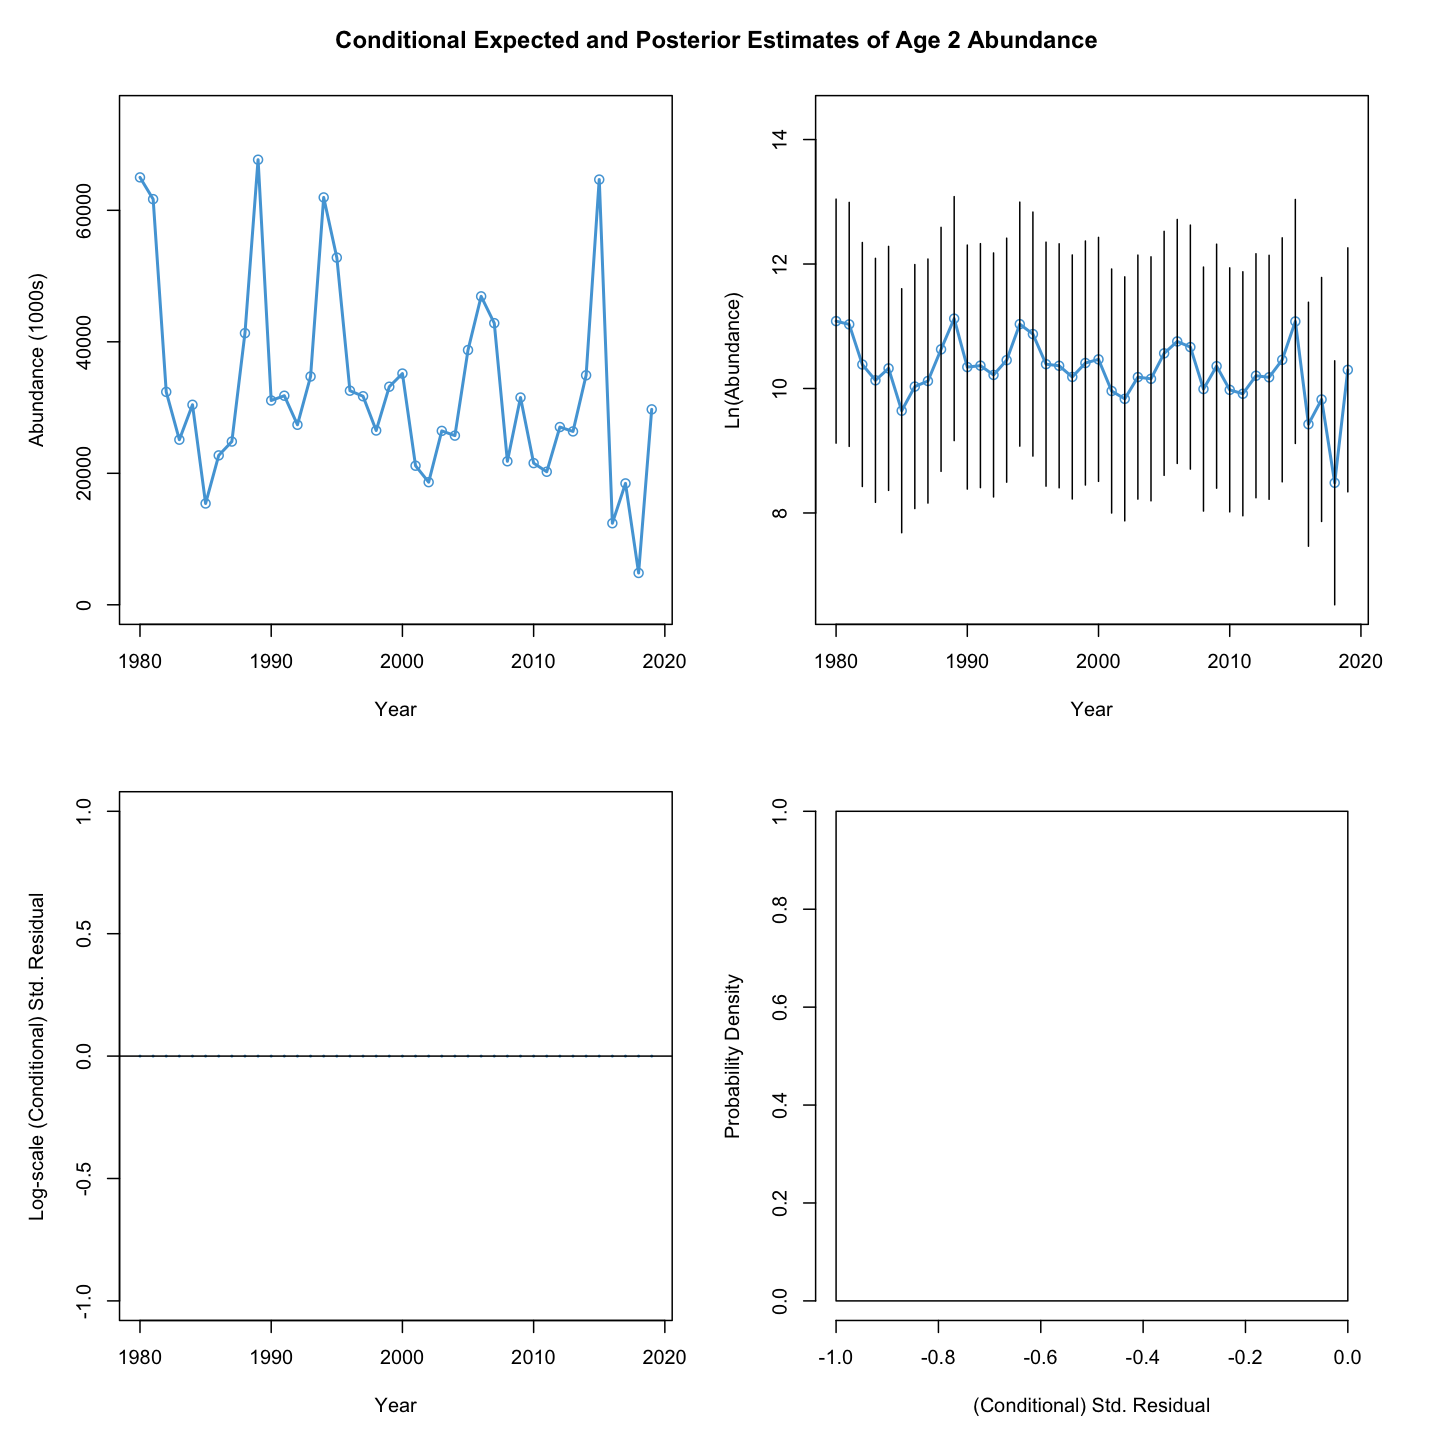 Conditional Expected and Posterior Estimates of Age 2 Abundance
Abundance (1000s)
60000
40000
20000
0
1980 1990 2000 2010 2020
Year
Ln(Abundance)
14
12
10
8
1980 1990 2000 2010 2020
Year
Log-scale (Conditional) Std. Residual
1.0
0.5
0.0
-0.5
-1.0
1980 1990 2000 2010 2020
Year
Probability Density
1.0
0.8
0.6
0.4
0.2
0.0
-1.0 -0.8 -0.6 -0.4 -0.2 0.0
(Conditional) Std. Residual